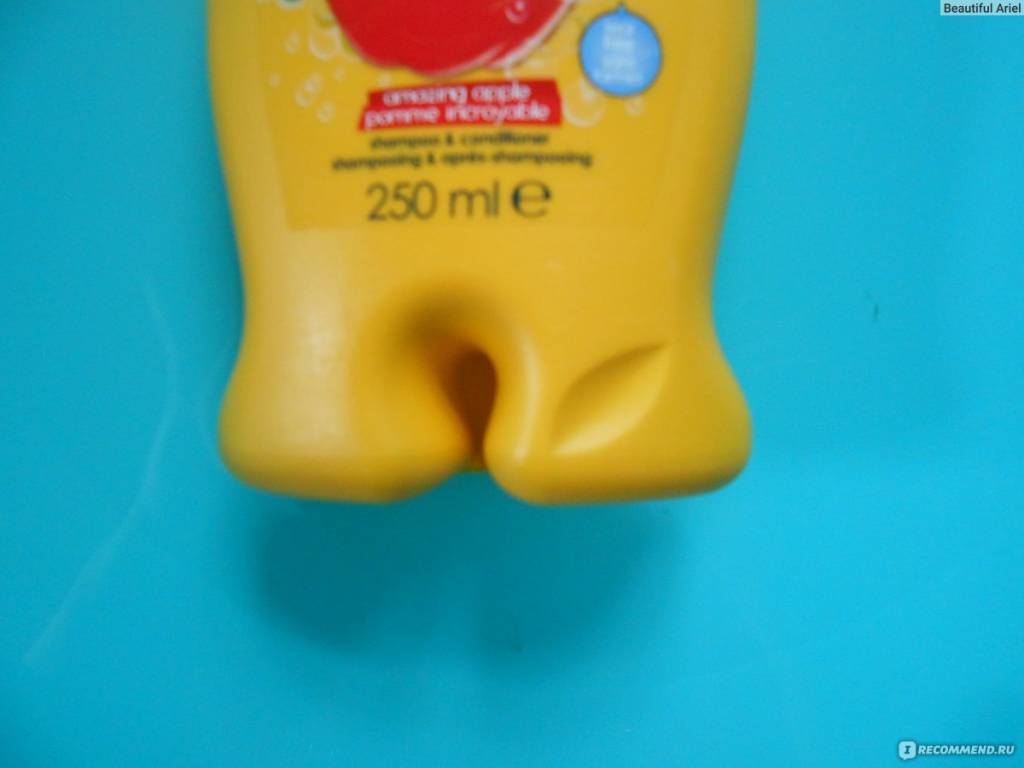 Beautiful Ariel
amazing apple
pomme incroyable
shampoo & conditioner
shampooing & après-shampooing
250 ml e
I RECOMMEND.RU